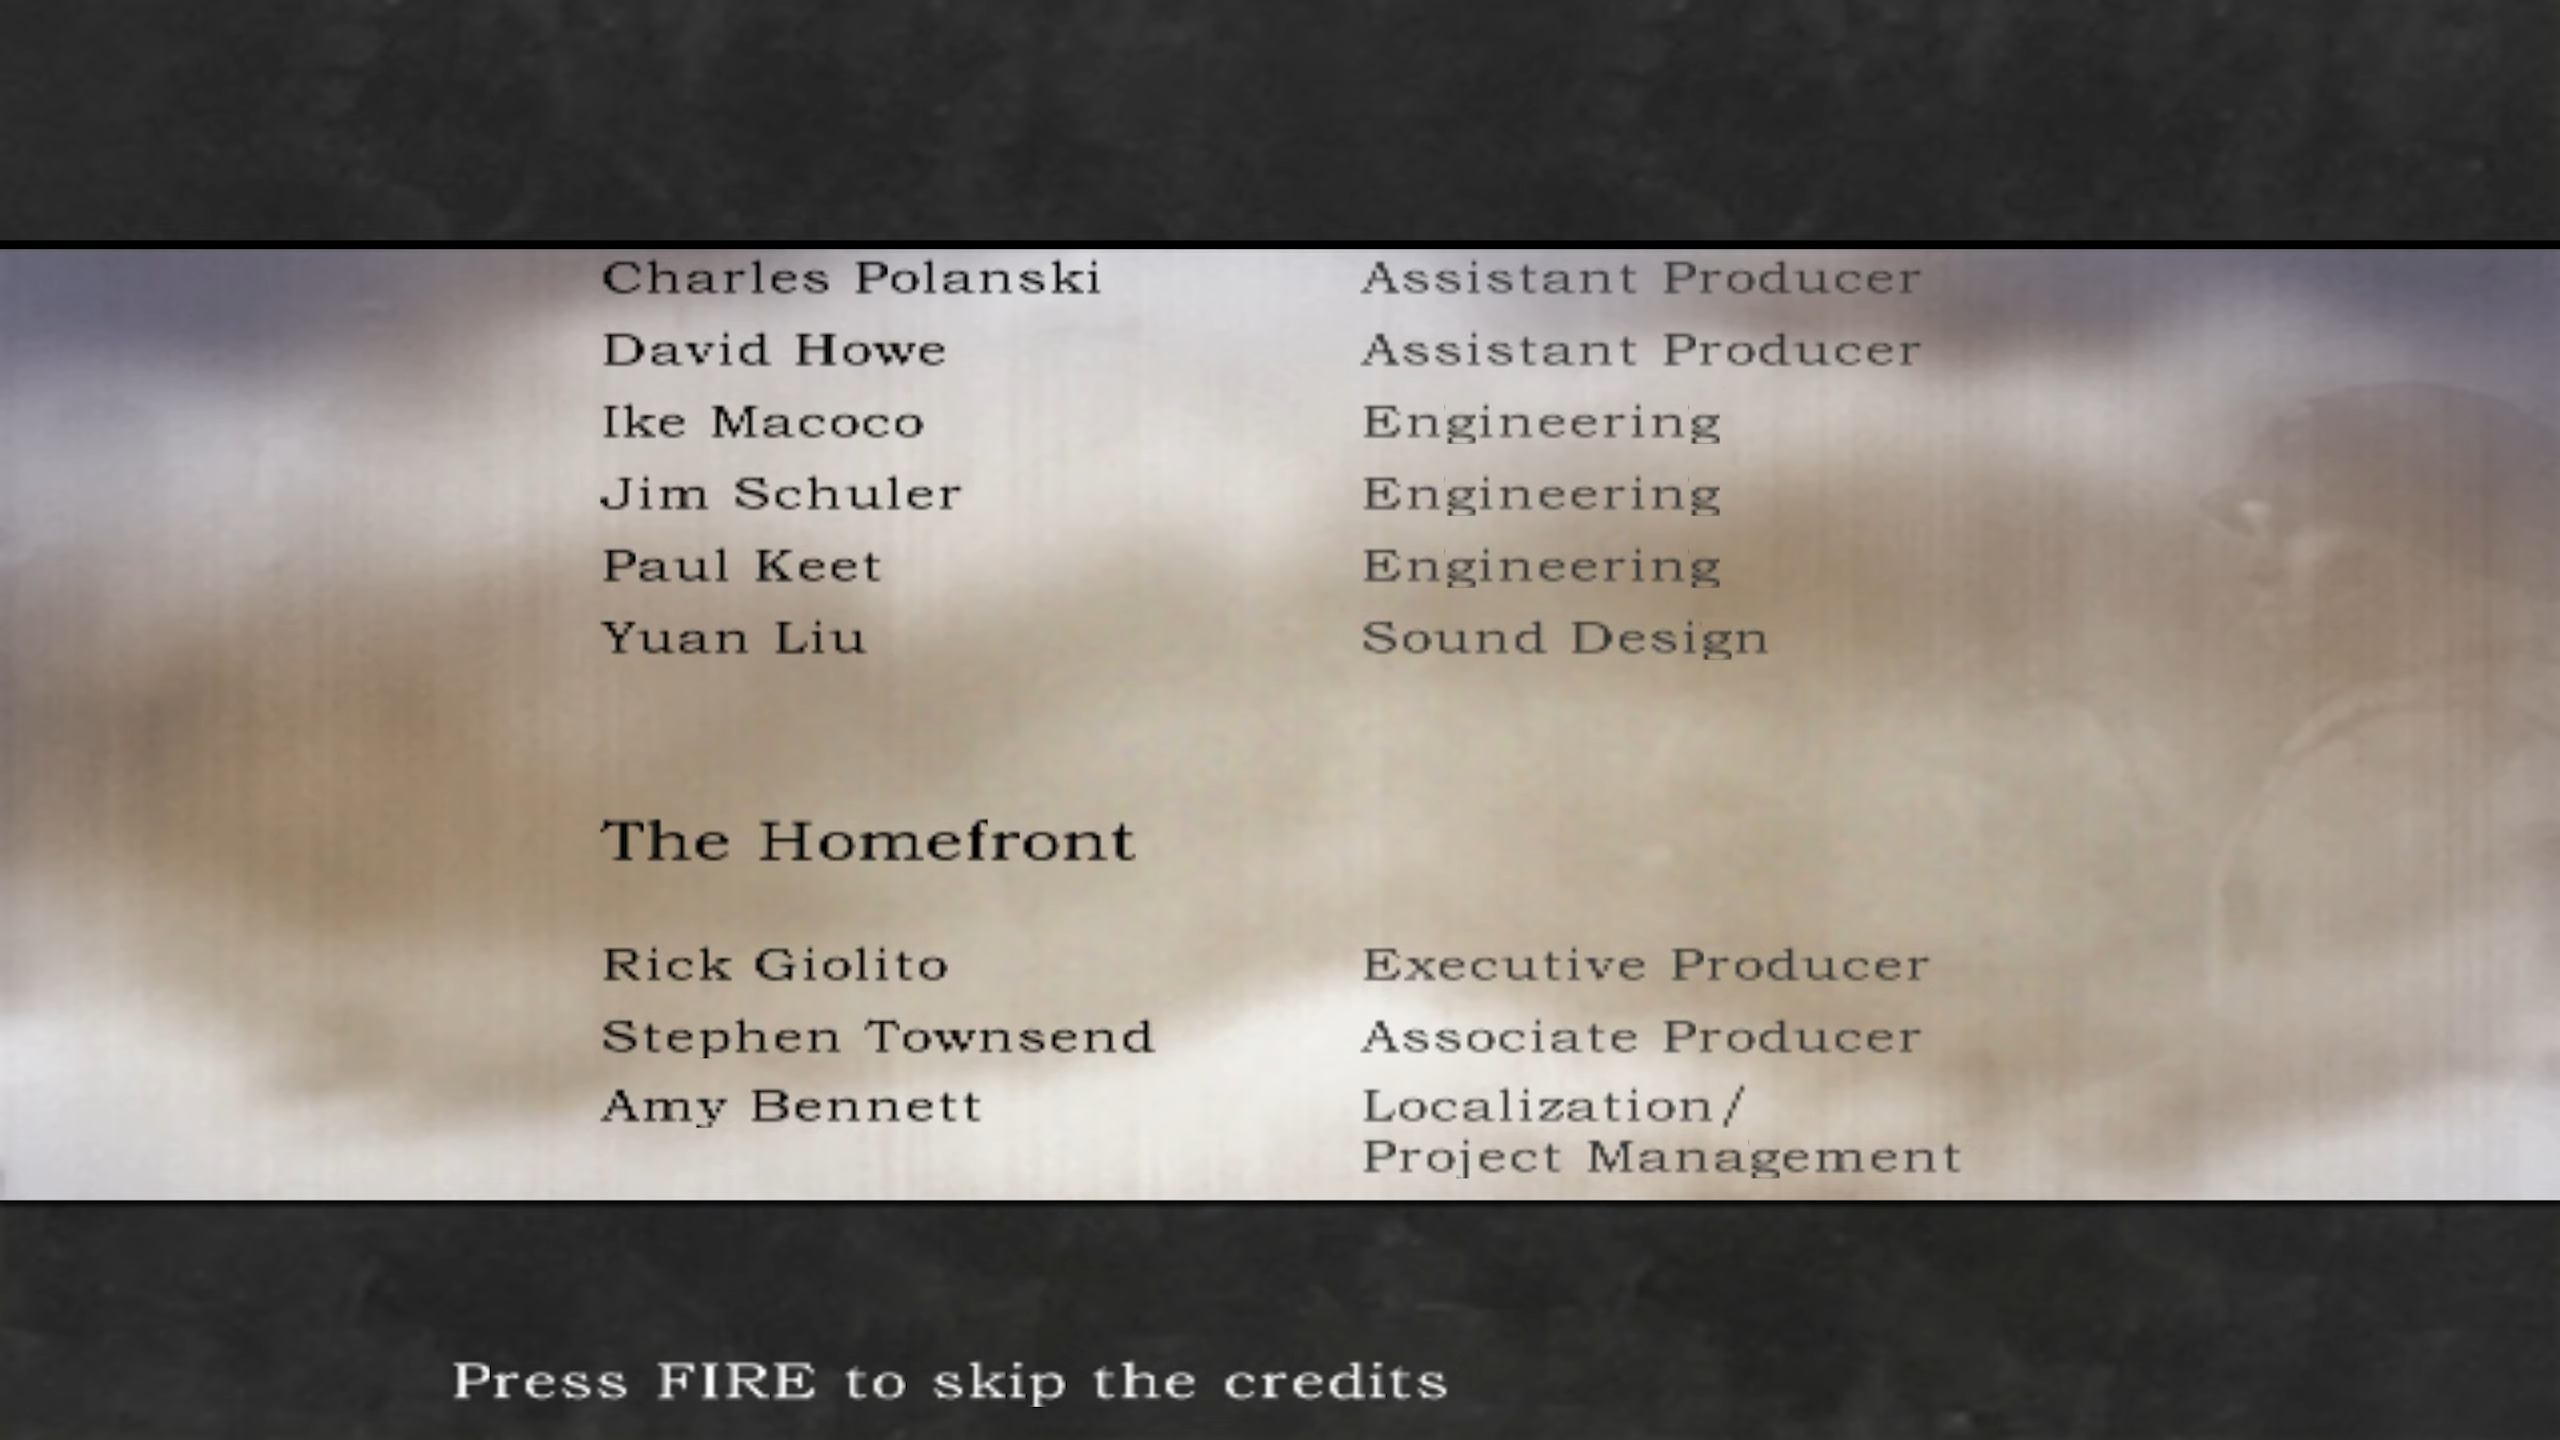 Charles Polanski Assistant Producer
David Howe Assistant Producer
Ike Macoco Engineering
Jim Schuler Engineering
Paul Keet Engineering
Yuan Liu Sound Design
The Homefront
Rick Giolito Executive Producer
Stephen Townsend Associate Producer
Amy Bennett Localization/
Project Management
Press FIRE to skip the credits